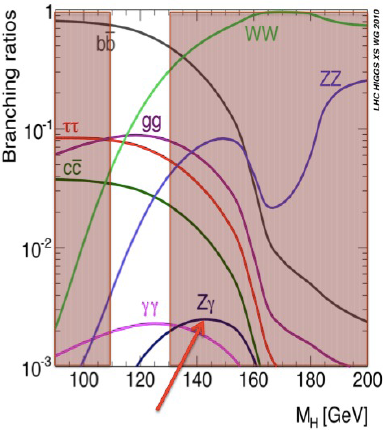 Branching ratios
1
10⁻¹
10⁻²
10⁻³
bb̄
WW
ZZ
ττ
gg
cc̄
γγ
Zγ
LHC HIGGS XS WG 2010
100 120 140 160 180 200
M_H [GeV]